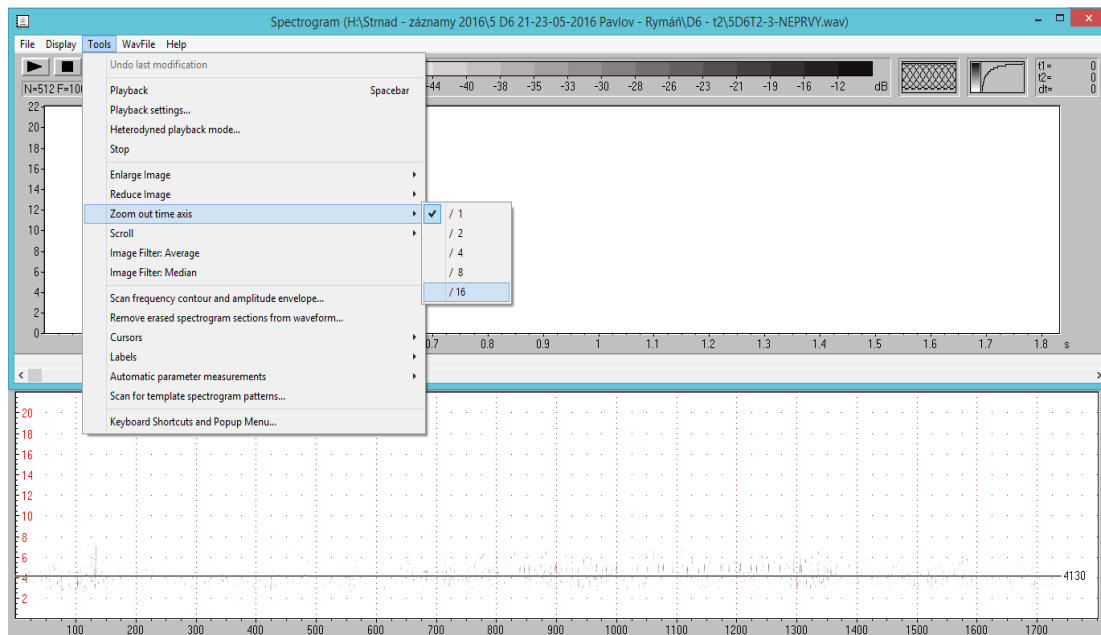 Spectrogram (H:\Strnad - záznamy 2016\5 D6 21-23-05-2016 Pavlov - Rymáň\D6 - t2\5D6T2-3-NEPRVY.wav)
File Display Tools WavFile Help
Undo last modification
Playback Spacebar
Playback settings...
Heterodyned playback mode...
Stop
Enlarge Image
Reduce Image
Zoom out time axis
Scroll
Image Filter: Average
Image Filter: Median
Scan frequency contour and amplitude envelope...
Remove erased spectrogram sections from waveform...
Cursors
Labels
Automatic parameter measurements
Scan for template spectrogram patterns...
Keyboard Shortcuts and Popup Menu...
/ 1
/ 2
/ 4
/ 8
/ 16
-44 -40 -38 -35 -33 -30 -28 -26 -23 -21 -19 -16 -12 dB
t1= 0
t2= 0
dt= 0
N=512 F=10
22
20
18
16
14
12
10
8
6
4
2
0
0.7 0.8 0.9 1 1.1 1.2 1.3 1.4 1.5 1.6 1.7 1.8 s
20
18
16
14
12
10
8
6
4
2
4130
100 200 300 400 500 600 700 800 900 1000 1100 1200 1300 1400 1500 1600 1700